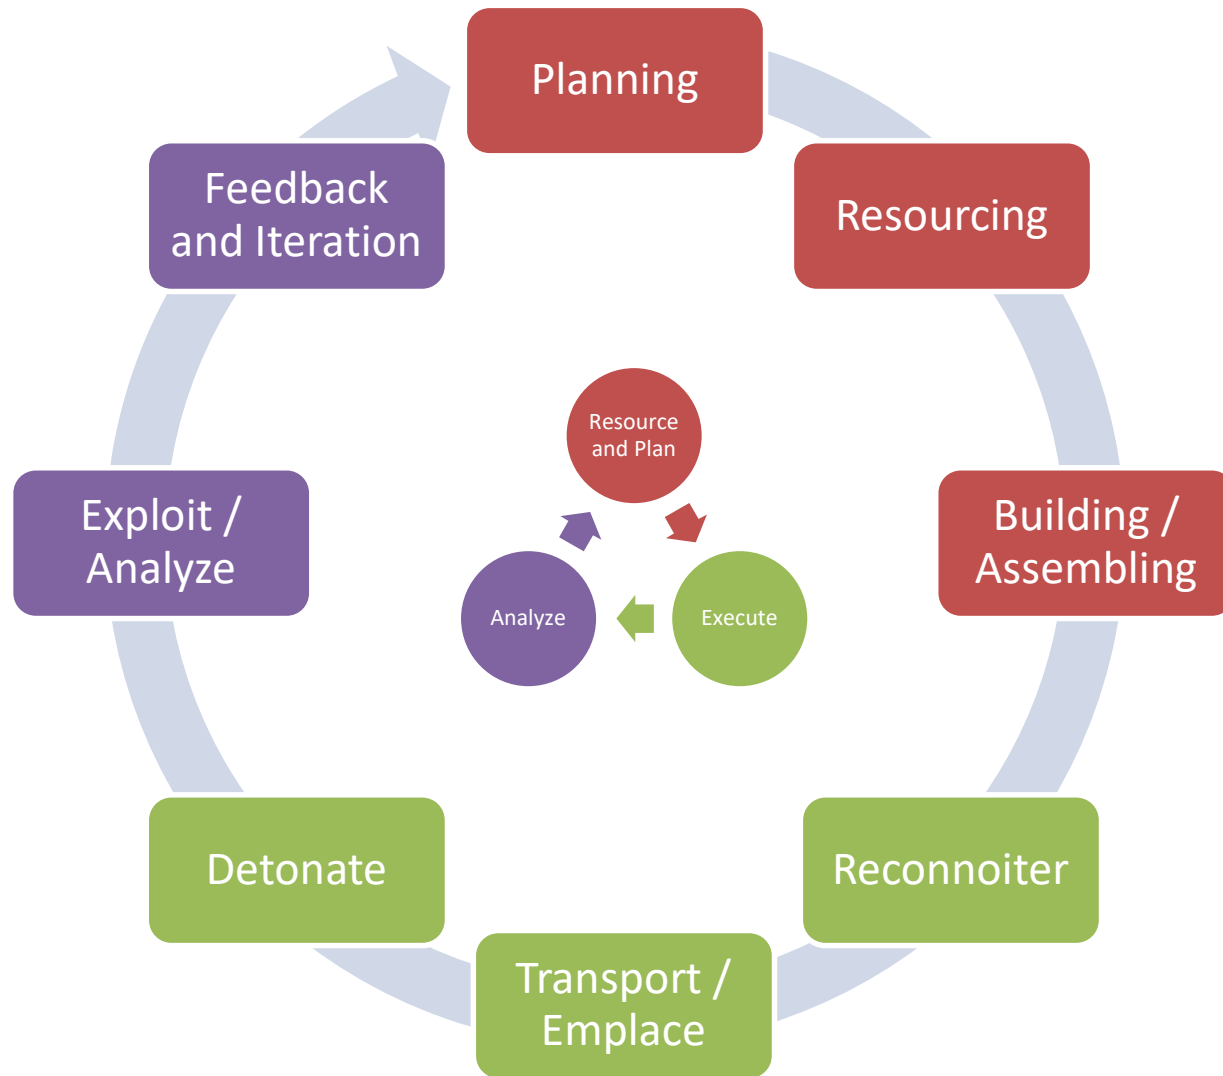 Planning
Resourcing
Building /
Assembling
Reconnoiter
Transport /
Emplace
Detonate
Exploit /
Analyze
Feedback
and Iteration
Resource
and Plan
Execute
Analyze